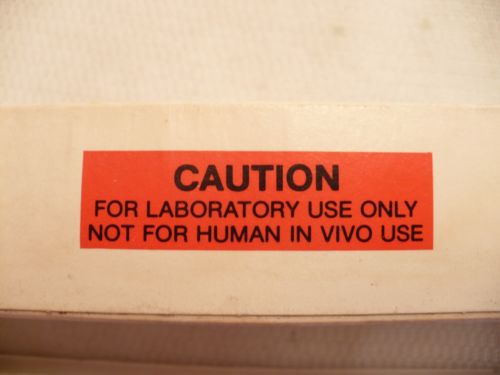 CAUTION
FOR LABORATORY USE ONLY
NOT FOR HUMAN IN VIVO USE